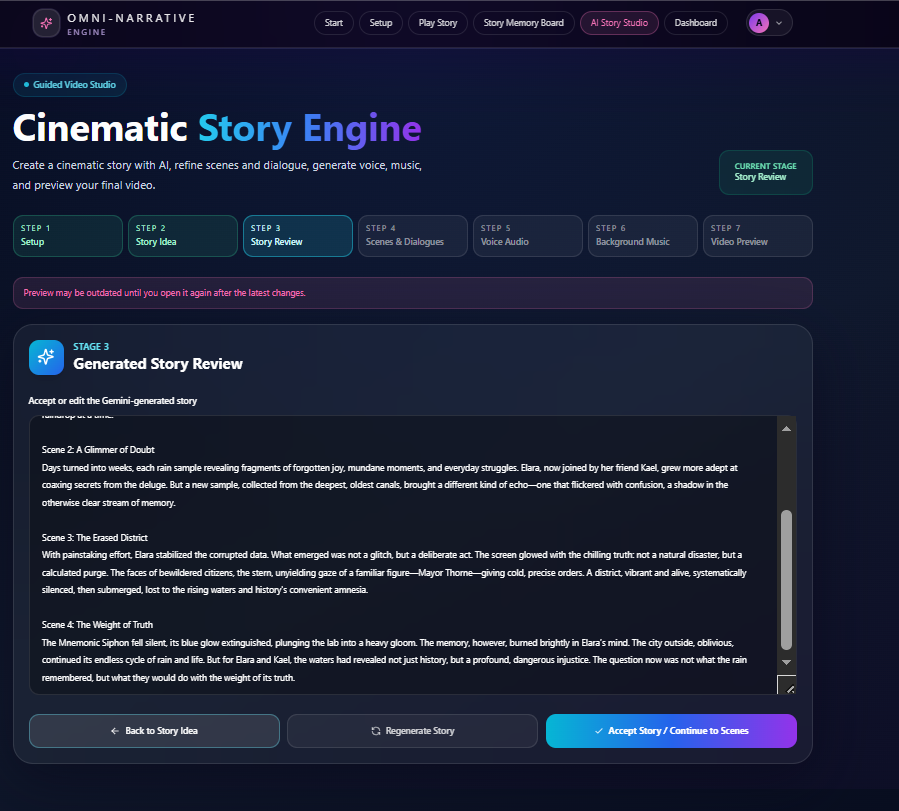 OMNI-NARRATIVE
ENGINE
Start
Setup
Play Story
Story Memory Board
AI Story Studio
Dashboard
A
Guided Video Studio
Cinematic Story Engine
Create a cinematic story with AI, refine scenes and dialogue, generate voice, music,
and preview your final video.
CURRENT STAGE
Story Review
STEP 1
Setup
STEP 2
Story Idea
STEP 3
Story Review
STEP 4
Scenes & Dialogues
STEP 5
Voice Audio
STEP 6
Background Music
STEP 7
Video Preview
Preview may be outdated until you open it again after the latest changes.
STAGE 3
Generated Story Review
Accept or edit the Gemini-generated story
raindrop at a time.
Scene 2: A Glimmer of Doubt
Days turned into weeks, each rain sample revealing fragments of forgotten joy, mundane moments, and everyday struggles. Elara, now joined by her friend Kael, grew more adept at
coaxing secrets from the deluge. But a new sample, collected from the deepest, oldest canals, brought a different kind of echo—one that flickered with confusion, a shadow in the
otherwise clear stream of memory.
Scene 3: The Erased District
With painstaking effort, Elara stabilized the corrupted data. What emerged was not a glitch, but a deliberate act. The screen glowed with the chilling truth: not a natural disaster, but a
calculated purge. The faces of bewildered citizens, the stern, unyielding gaze of a familiar figure—Mayor Thorne—giving cold, precise orders. A district, vibrant and alive, systematically
silenced, then submerged, lost to the rising waters and history's convenient amnesia.
Scene 4: The Weight of Truth
The Mnemonic Siphon fell silent, its blue glow extinguished, plunging the lab into a heavy gloom. The memory, however, burned brightly in Elara's mind. The city outside, oblivious,
continued its endless cycle of rain and life. But for Elara and Kael, the waters had revealed not just history, but a profound, dangerous injustice. The question now was not what the rain
remembered, but what they would do with the weight of its truth.
Back to Story Idea
Regenerate Story
Accept Story / Continue to Scenes